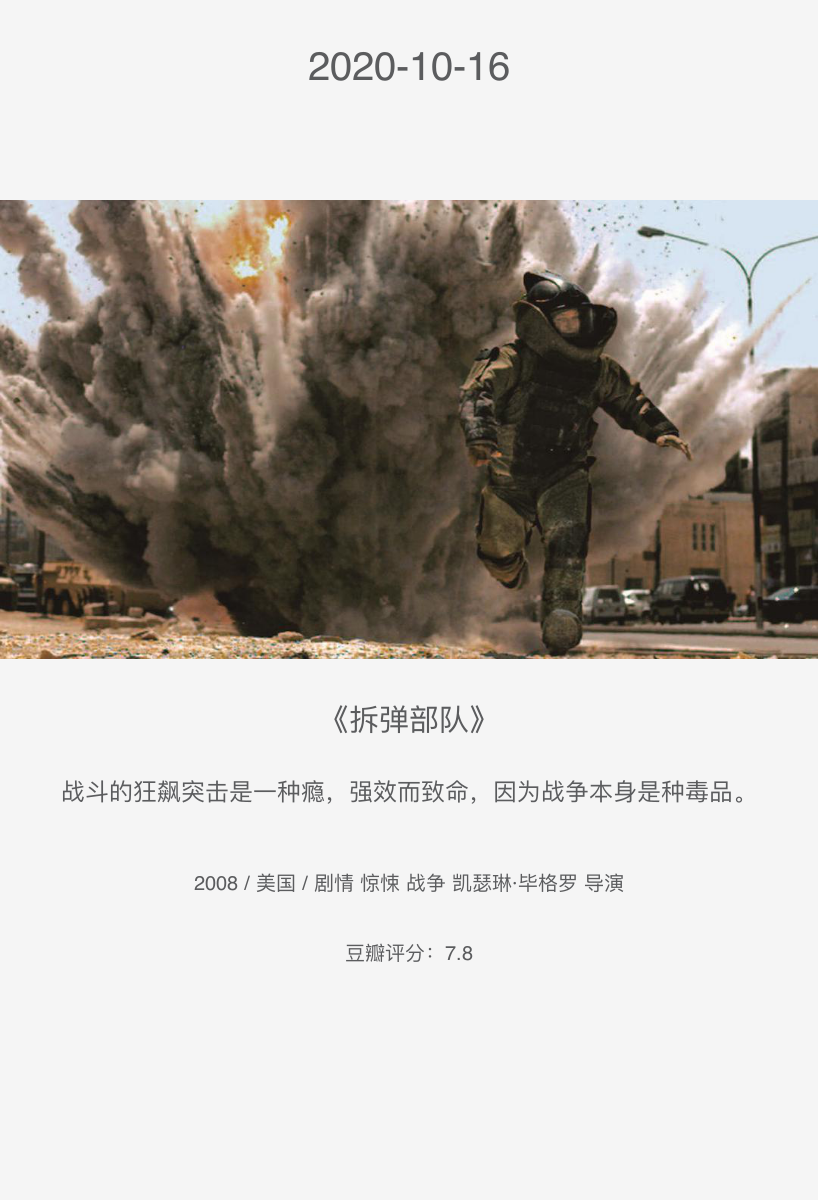 2020-10-16
《拆弹部队》
战斗的狂飙突击是一种瘾，强效而致命，因为战争本身是种毒品。
2008 / 美国 / 剧情 惊悚 战争 凯瑟琳·毕格罗 导演
豆瓣评分：7.8